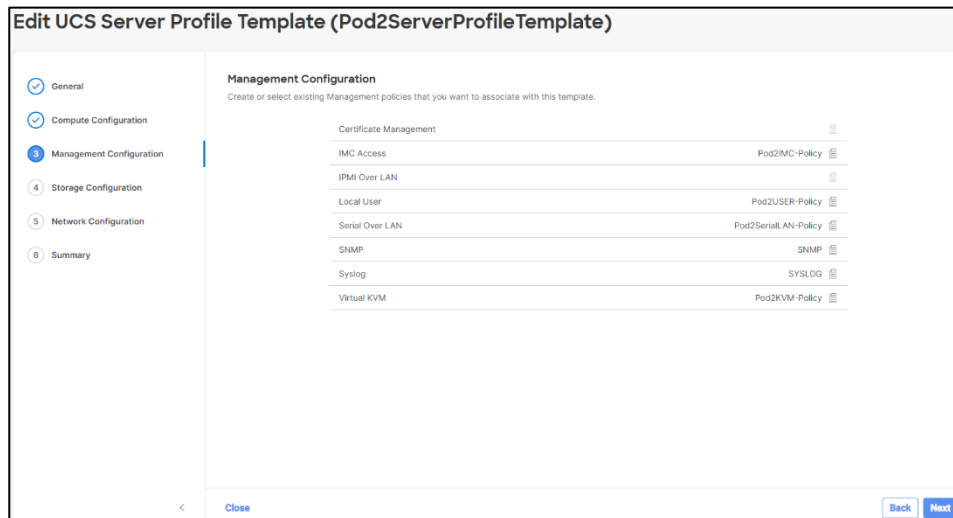 Edit UCS Server Profile Template (Pod2ServerProfileTemplate)
General
Compute Configuration
3 Management Configuration
4 Storage Configuration
5 Network Configuration
6 Summary
Management Configuration
Create or select existing Management policies that you want to associate with this template.
Certificate Management
IMC Access Pod2IMC-Policy
IPMI Over LAN
Local User Pod2USER-Policy
Serial Over LAN Pod2SerialLAN-Policy
SNMP SNMP
Syslog SYSLOG
Virtual KVM Pod2KVM-Policy
< Close Back Next